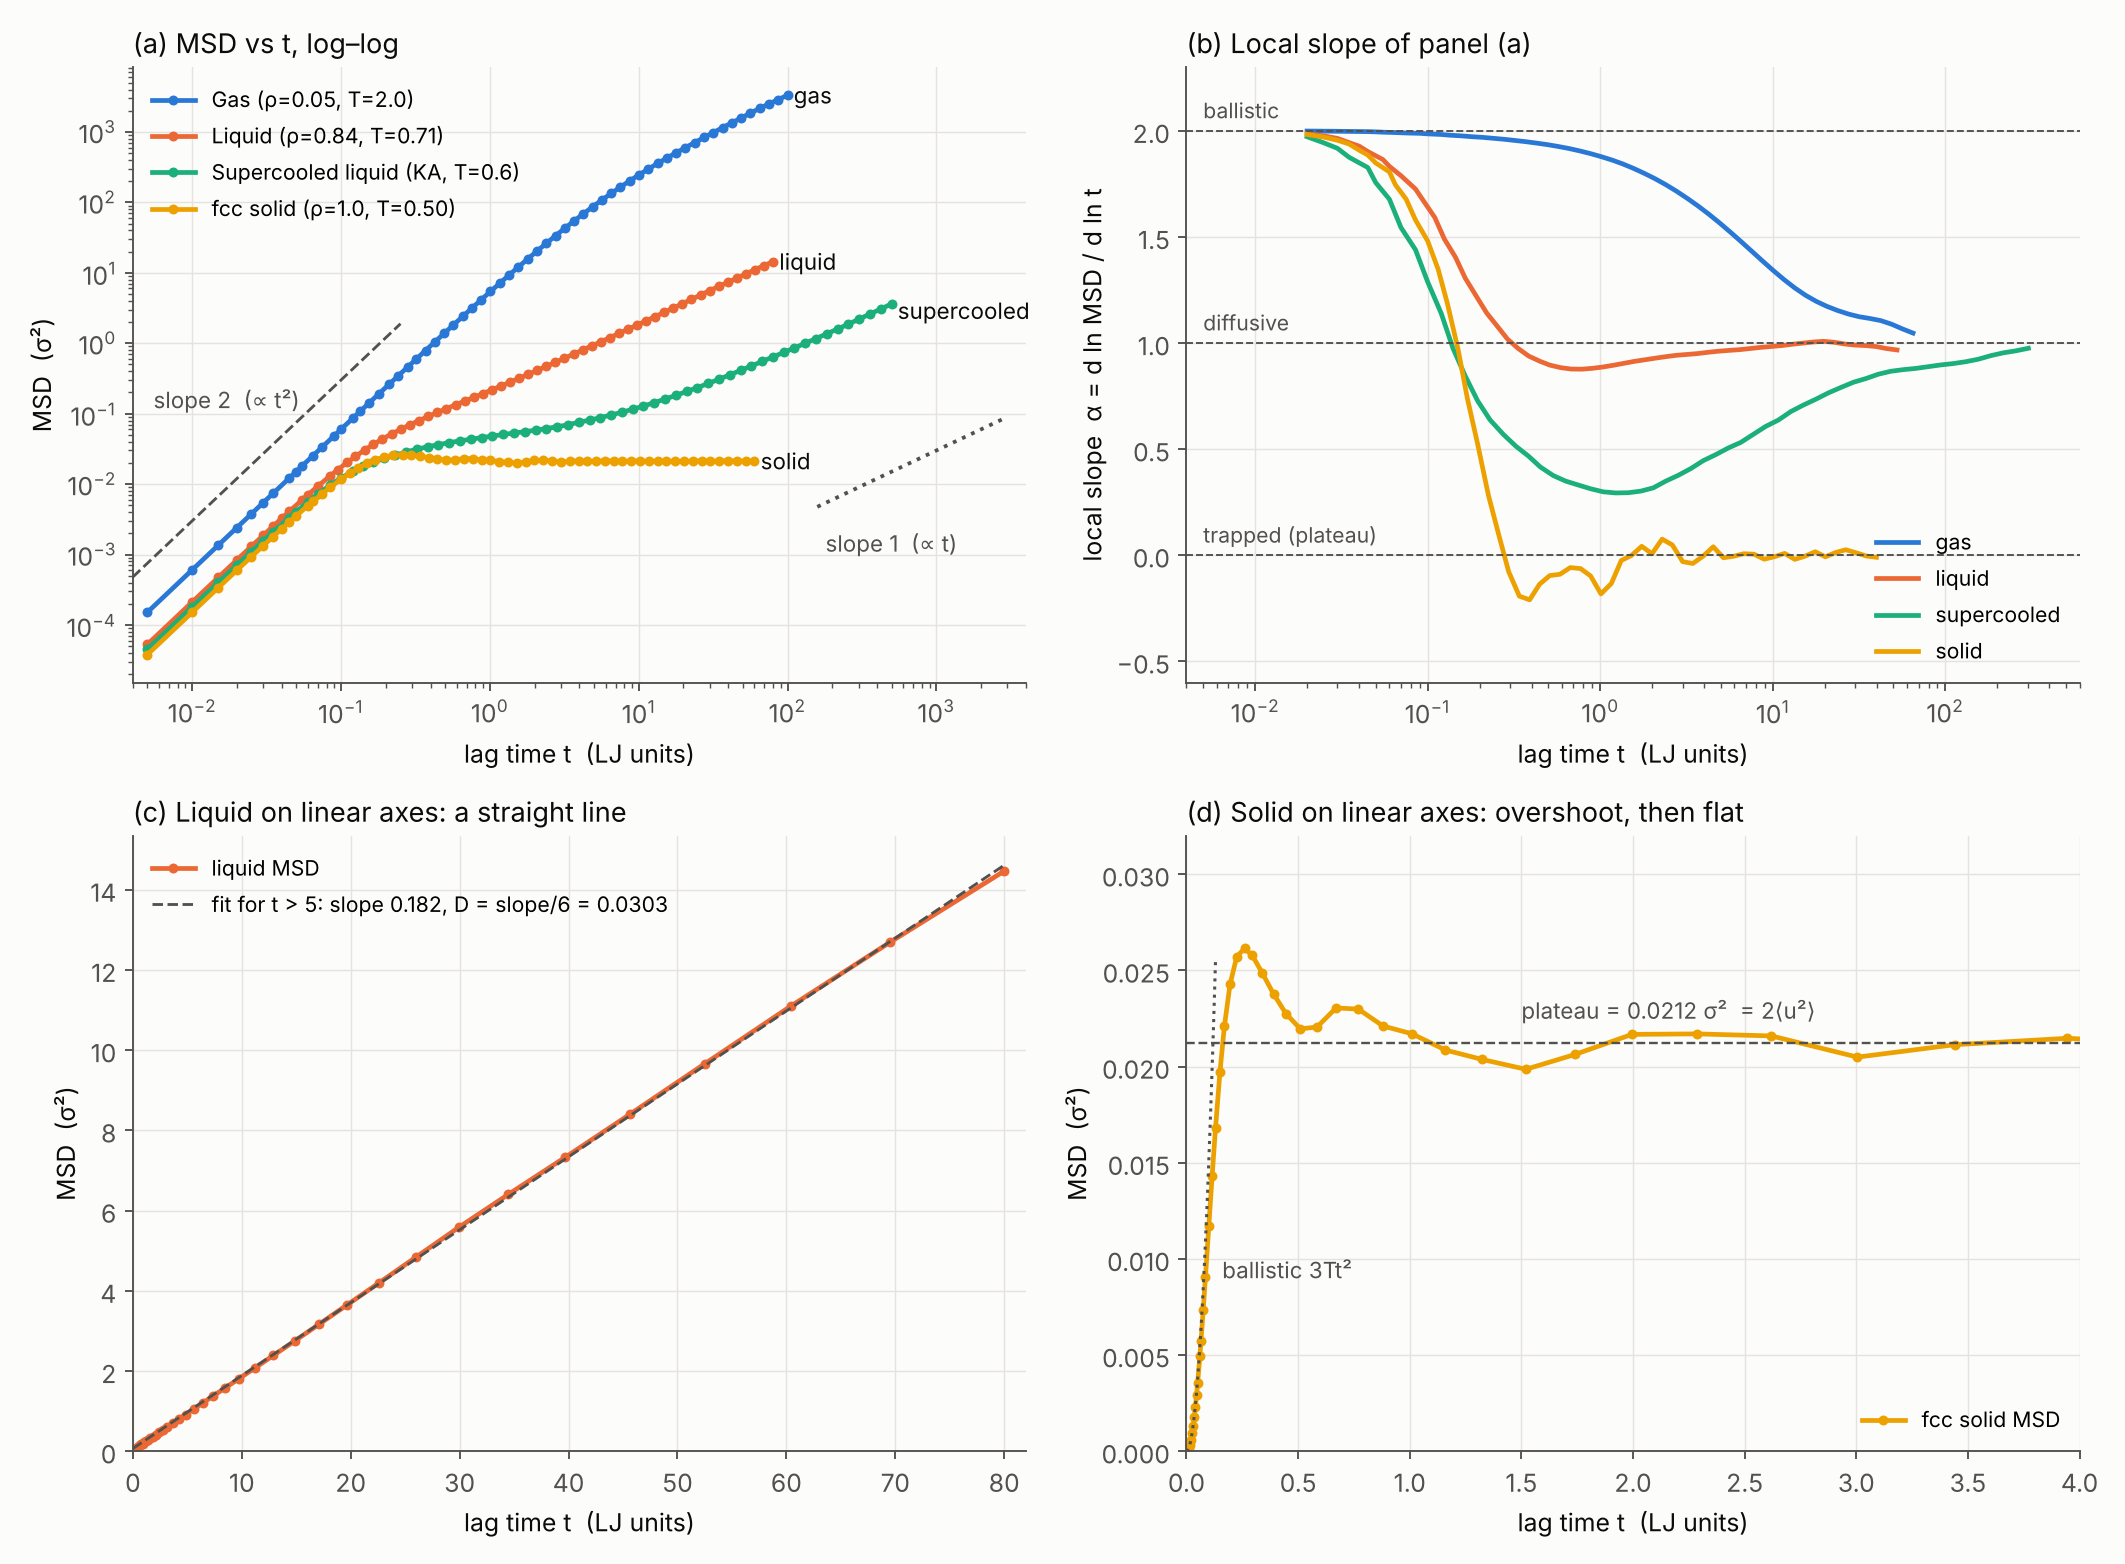 (a) MSD vs t, log–log
Gas (ρ=0.05, T=2.0)
Liquid (ρ=0.84, T=0.71)
Supercooled liquid (KA, T=0.6)
fcc solid (ρ=1.0, T=0.50)
gas
liquid
supercooled
solid
slope 2 (∝ t²)
slope 1 (∝ t)
MSD (σ²)
10³
10²
10¹
10⁰
10⁻¹
10⁻²
10⁻³
10⁻⁴
10⁻² 10⁻¹ 10⁰ 10¹ 10² 10³
lag time t (LJ units)
(b) Local slope of panel (a)
ballistic
diffusive
trapped (plateau)
gas
liquid
supercooled
solid
local slope α = d ln MSD / d ln t
2.0
1.5
1.0
0.5
0.0
−0.5
10⁻² 10⁻¹ 10⁰ 10¹ 10²
lag time t (LJ units)
(c) Liquid on linear axes: a straight line
liquid MSD
fit for t > 5: slope 0.182, D = slope/6 = 0.0303
MSD (σ²)
14
12
10
8
6
4
2
0
0 10 20 30 40 50 60 70 80
lag time t (LJ units)
(d) Solid on linear axes: overshoot, then flat
plateau = 0.0212 σ² = 2⟨u²⟩
ballistic 3Tt²
fcc solid MSD
MSD (σ²)
0.030
0.025
0.020
0.015
0.010
0.005
0.000
0.0 0.5 1.0 1.5 2.0 2.5 3.0 3.5 4.0
lag time t (LJ units)